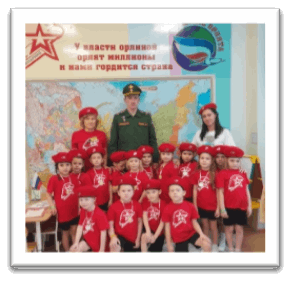 У власти орлиной
орлят миллионы
и нами гордится страна